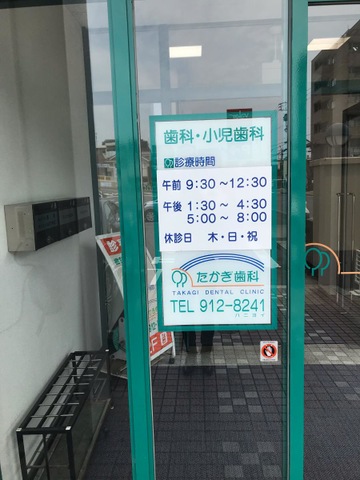 歯科・小児歯科
診療時間
午前 9:30～12:30
午後 1:30～ 4:30
5:00～ 8:00
休診日 木・日・祝
たかぎ歯科
TAKAGI DENTAL CLINIC
TEL 912-8241